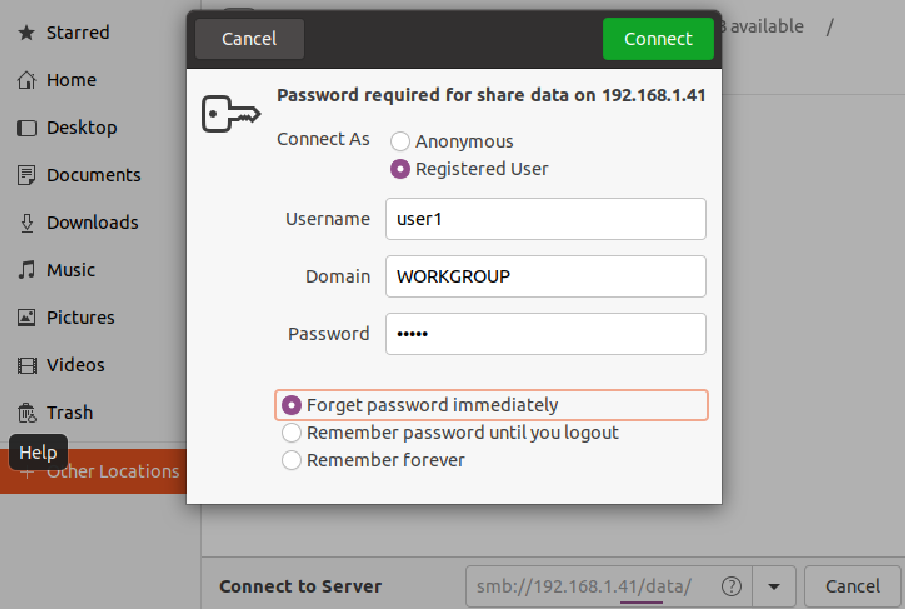 Starred
Home
Desktop
Documents
Downloads
Music
Pictures
Videos
Trash
Help
+ Other Locations
available /
Cancel
Connect
Password required for share data on 192.168.1.41
Connect As
Anonymous
Registered User
Username
user1
Domain
WORKGROUP
Password
•••••
Forget password immediately
Remember password until you logout
Remember forever
Connect to Server
smb://192.168.1.41/data/
?
Cancel